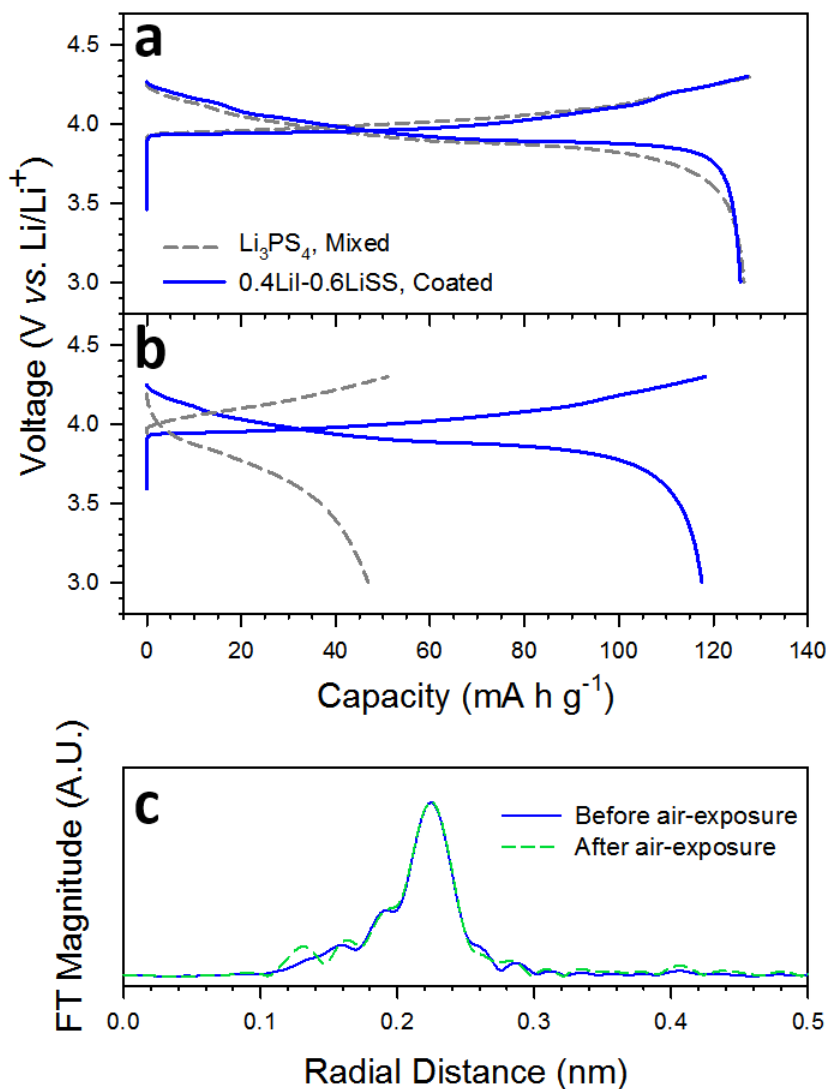 a
4.5
4.0
3.5
3.0
Li₃PS₄, Mixed
0.4LiI-0.6LiSS, Coated
b
4.5
4.0
3.5
3.0
Voltage (V vs. Li/Li⁺)
0 20 40 60 80 100 120 140
Capacity (mA h g⁻¹)
c
Before air-exposure
After air-exposure
FT Magnitude (A.U.)
0.0 0.1 0.2 0.3 0.4 0.5
Radial Distance (nm)